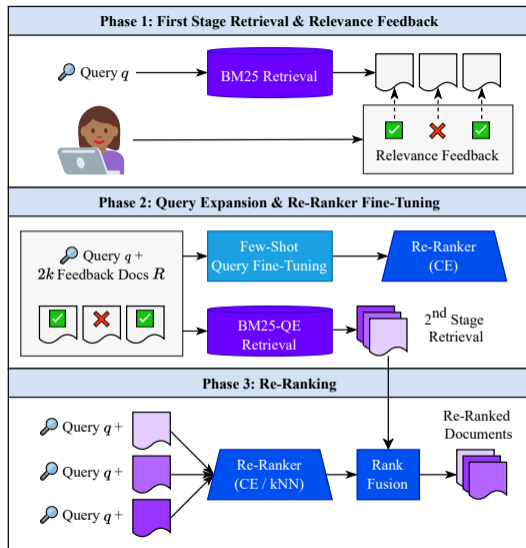 Phase 1: First Stage Retrieval & Relevance Feedback
Query q
BM25 Retrieval
Relevance Feedback
Phase 2: Query Expansion & Re-Ranker Fine-Tuning
Query q +
2k Feedback Docs R
Few-Shot
Query Fine-Tuning
Re-Ranker
(CE)
BM25-QE
Retrieval
2nd Stage
Retrieval
Phase 3: Re-Ranking
Query q +
Query q +
Query q +
Re-Ranker
(CE / kNN)
Rank
Fusion
Re-Ranked
Documents